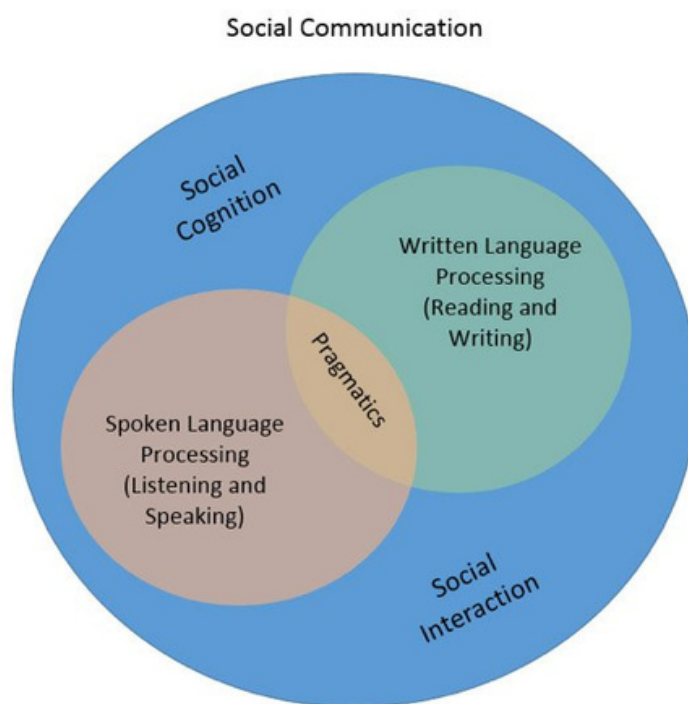 Social Communication
Social
Cognition
Written Language
Processing
(Reading and
Writing)
Pragmatics
Spoken Language
Processing
(Listening and
Speaking)
Social
Interaction